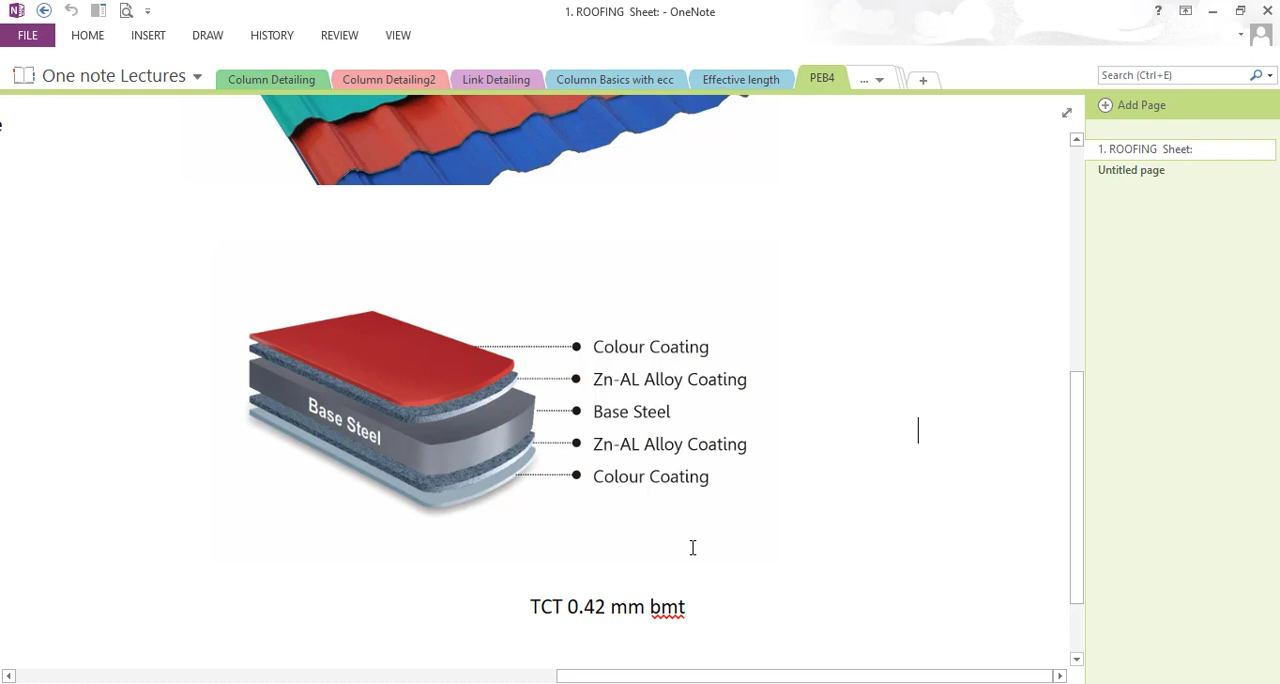 1. ROOFING  Sheet: - OneNote
FILE HOME INSERT DRAW HISTORY REVIEW VIEW
One note Lectures Column Detailing Column Detailing2 Link Detailing Column Basics with ecc Effective length PEB4 ... Search (Ctrl+E)
Add Page
1. ROOFING  Sheet:
Untitled page
Colour Coating
Zn-AL Alloy Coating
Base Steel
Zn-AL Alloy Coating
Colour Coating
Base Steel
TCT 0.42 mm bmt